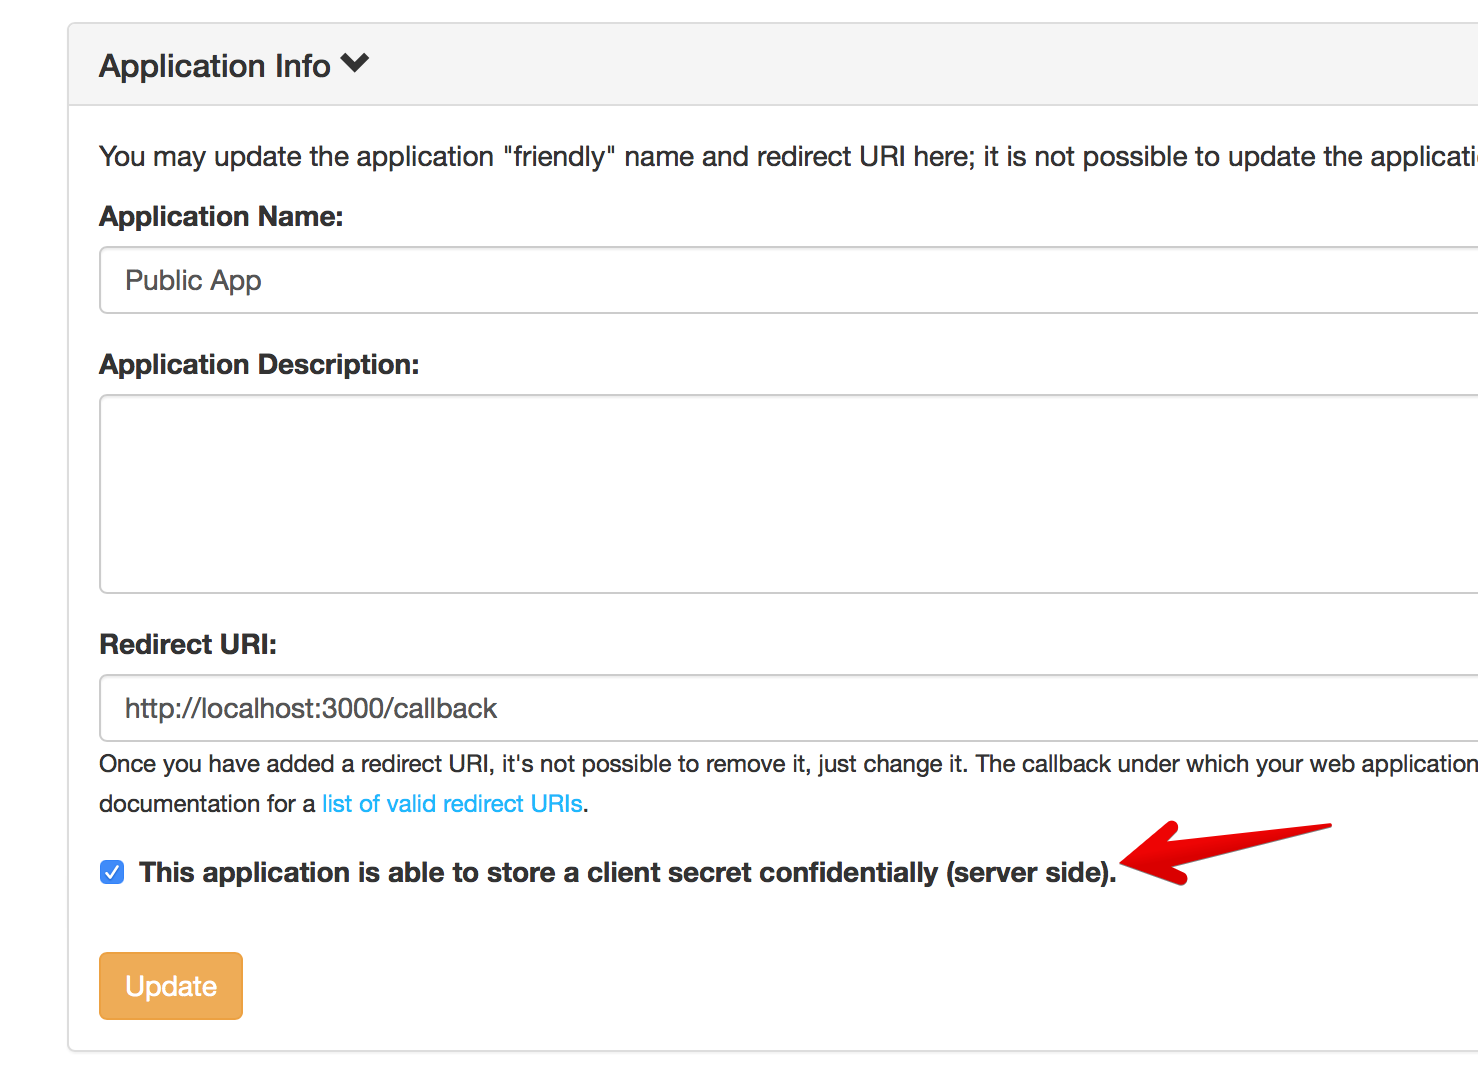 Application Info
You may update the application "friendly" name and redirect URI here; it is not possible to update the
Application Name:
Public App
Application Description:
Redirect URI:
http://localhost:3000/callback
Once you have added a redirect URI, it's not possible to remove it, just change it. The callback under which your web application
documentation for a list of valid redirect URIs.
This application is able to store a client secret confidentially (server side).
Update